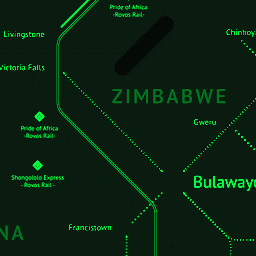 Pride of Africa
-Rovos Rail-
Livingstone
Chinhoy
Victoria Falls
ZIMBABWE
Gweru
Pride of Africa
-Rovos Rail-
Shongololo Express
- Rovos Rail -
Bulawayo
Francistown
NA